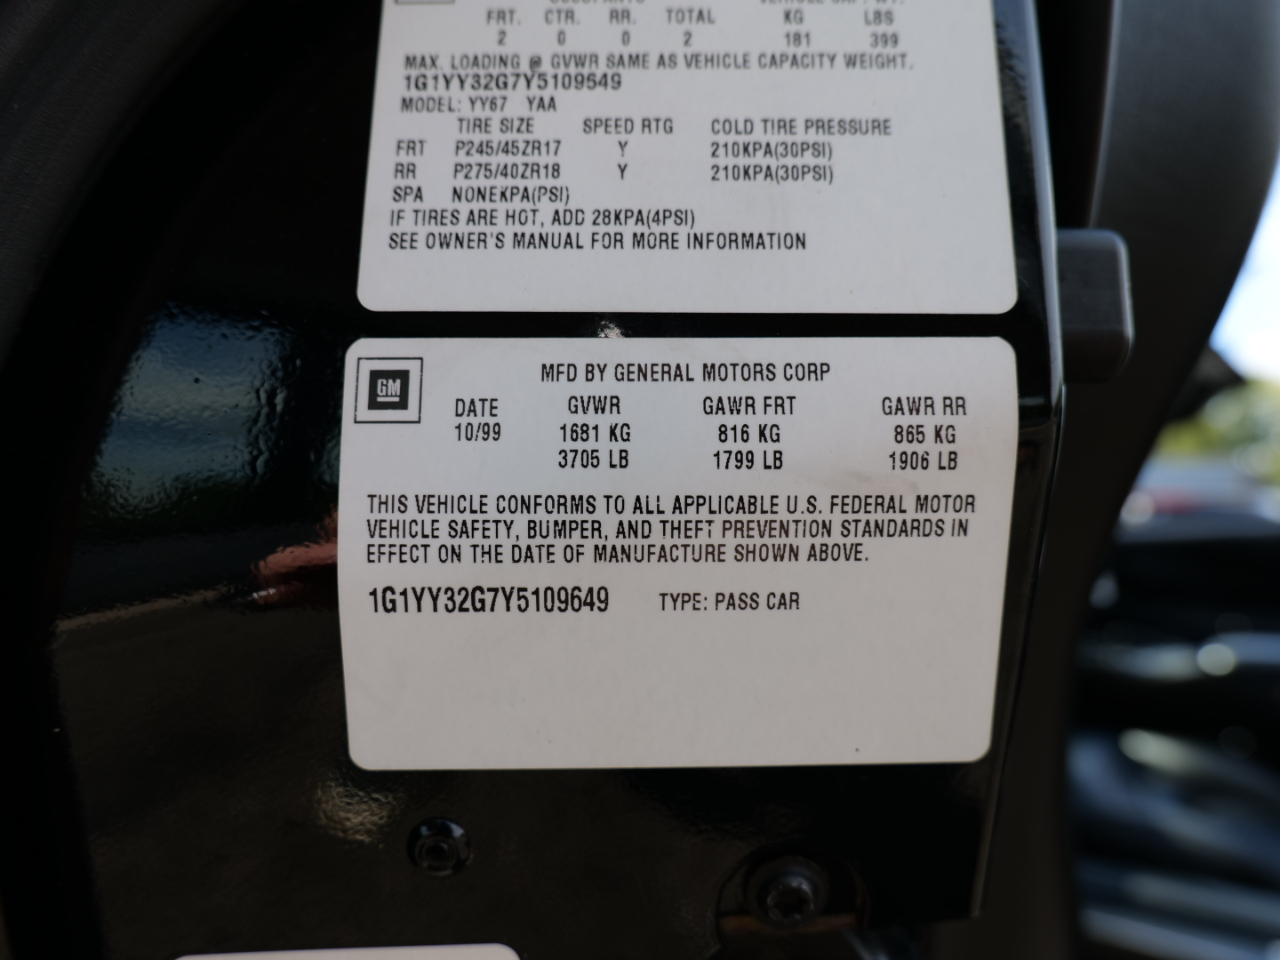 FRT. CTR. RR. TOTAL KG LBS
2 0 0 2 181 399
MAX. LOADING @ GVWR SAME AS VEHICLE CAPACITY WEIGHT.
1G1YY32G7Y5109649
MODEL: YY67 YAA
TIRE SIZE SPEED RTG COLD TIRE PRESSURE
FRT P245/45ZR17 Y 210KPA(30PSI)
RR P275/40ZR18 Y 210KPA(30PSI)
SPA NONEKPA(PSI)
IF TIRES ARE HOT, ADD 28KPA(4PSI)
SEE OWNER'S MANUAL FOR MORE INFORMATION
GM
MFD BY GENERAL MOTORS CORP
DATE GVWR GAWR FRT GAWR RR
10/99 1681 KG 816 KG 865 KG
3705 LB 1799 LB 1906 LB
THIS VEHICLE CONFORMS TO ALL APPLICABLE U.S. FEDERAL MOTOR
VEHICLE SAFETY, BUMPER, AND THEFT PREVENTION STANDARDS IN
EFFECT ON THE DATE OF MANUFACTURE SHOWN ABOVE.
1G1YY32G7Y5109649 TYPE: PASS CAR